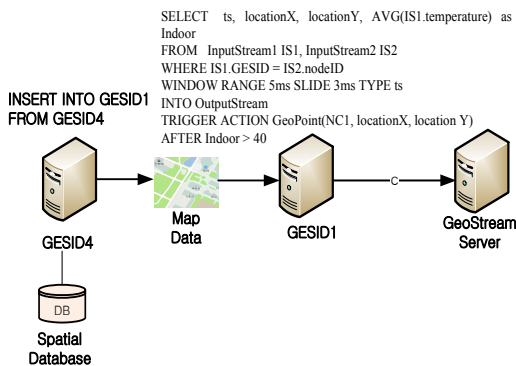 SELECT ts, locationX, locationY, AVG(IS1.temperature) as
Indoor
FROM InputStream1 IS1, InputStream2 IS2
WHERE IS1.GESID = IS2.nodeID
WINDOW RANGE 5ms SLIDE 3ms TYPE ts
INTO OutputStream
TRIGGER ACTION GeoPoint(NC1, locationX, location Y)
AFTER Indoor > 40
INSERT INTO GESID1
FROM GESID4
GESID4
Map
Data
GESID1
C
GeoStream
Server
DB
Spatial
Database